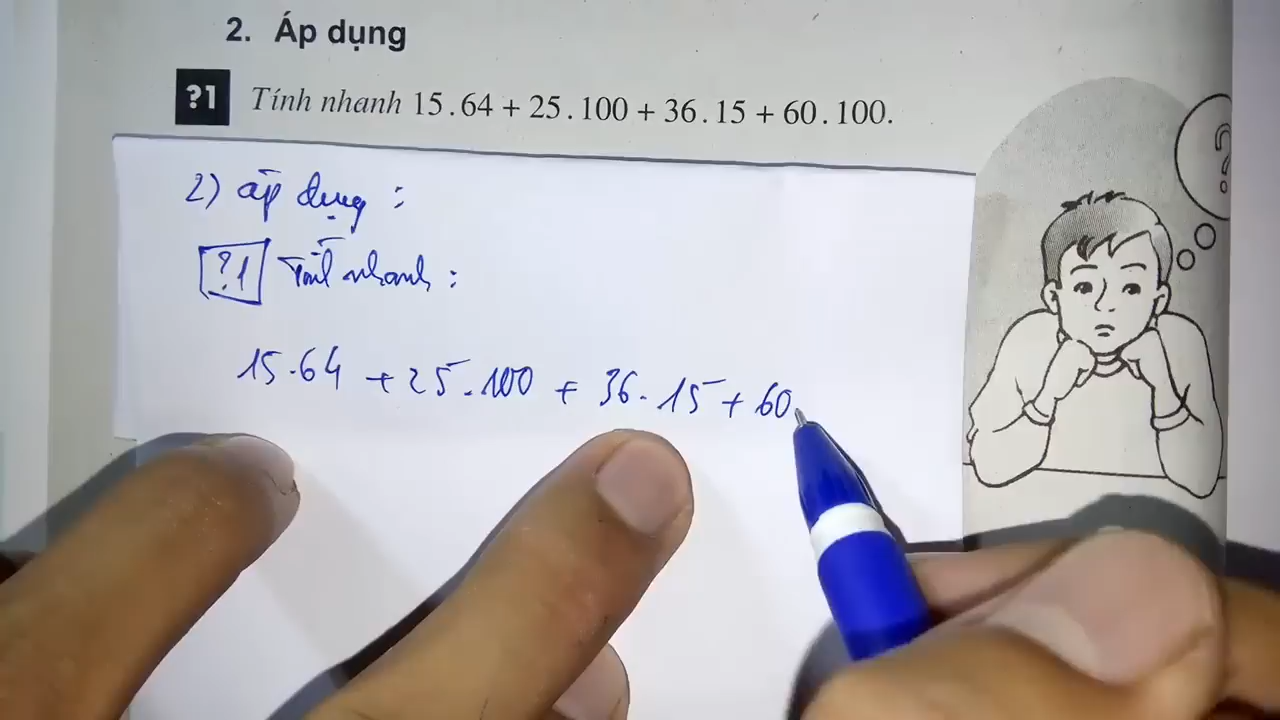 2. Áp dụng
?1 Tính nhanh 15.64 + 25.100 + 36.15 + 60.100.
?
2) áp dụng :
?1 Tính nhanh :
15.64 + 25.100 + 36.15 + 60